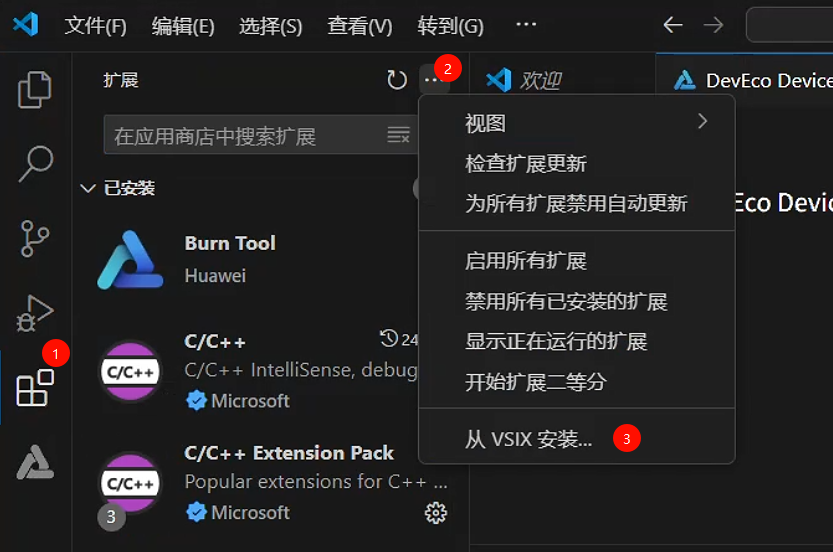 文件(F) 编辑(E) 选择(S) 查看(V) 转到(G) ...
扩展
... 2
欢迎
DevEco Device
在应用商店中搜索扩展
视图
检查扩展更新
为所有扩展禁用自动更新
Eco Devic
已安装
Burn Tool
Huawei
启用所有扩展
禁用所有已安装的扩展
显示正在运行的扩展
开始扩展二等分
1
C/C++
C/C++ 24
C/C++ IntelliSense, debug
Microsoft
从 VSIX 安装... 3
C/C++ Extension Pack
C/C++
Popular extensions for C++ ...
3
Microsoft